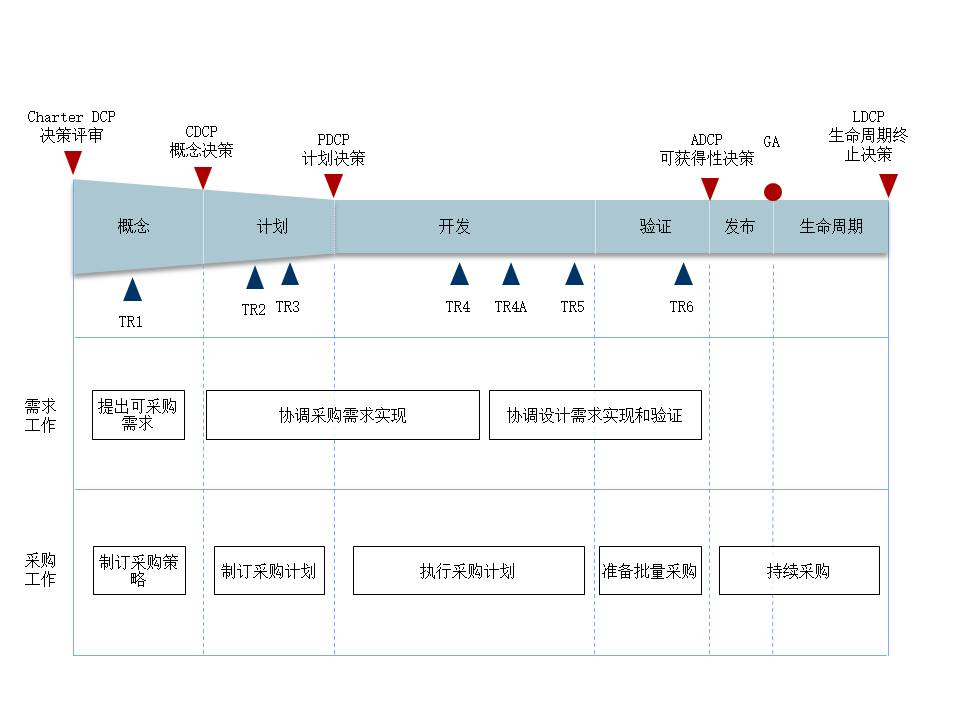 Charter DCP
决策评审
CDCP
概念决策
PDCP
计划决策
ADCP
可获得性决策
GA
LDCP
生命周期终
止决策
概念
计划
开发
验证
发布
生命周期
TR1
TR2
TR3
TR4
TR4A
TR5
TR6
需求
工作
提出可采购
需求
协调采购需求实现
协调设计需求实现和验证
采购
工作
制订采购策
略
制订采购计划
执行采购计划
准备批量采购
持续采购